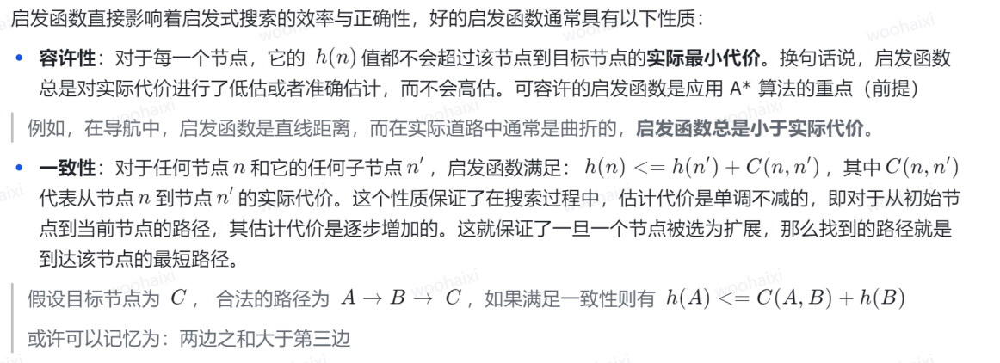 启发函数直接影响着启发式搜索的效率与正确性，好的启发函数通常具有以下性质：
• 容许性：对于每一个节点，它的 h(n) 值都不会超过该节点到目标节点的实际最小代价。换句话说，启发函数
总是对实际代价进行了低估或者准确估计，而不会高估。可容许的启发函数是应用 A* 算法的重点（前提）
例如，在导航中，启发函数是直线距离，而在实际道路中通常是曲折的，启发函数总是小于实际代价。
• 一致性：对于任何节点 n 和它的任何子节点 n′ ，启发函数满足： h(n) <= h(n′) + C(n, n′) ，其中 C(n, n′)
代表从节点 n 到节点 n′ 的实际代价。这个性质保证了在搜索过程中，估计代价是单调不减的，即对于从初始节
点到当前节点的路径，其估计代价是逐步增加的。这就保证了一旦一个节点被选为扩展，那么找到的路径就是
到达该节点的最短路径。
假设目标节点为 C ， 合法的路径为 A → B → C ，如果满足一致性则有 h(A) <= C(A, B) + h(B)
或许可以记忆为：两边之和大于第三边
woohaixi